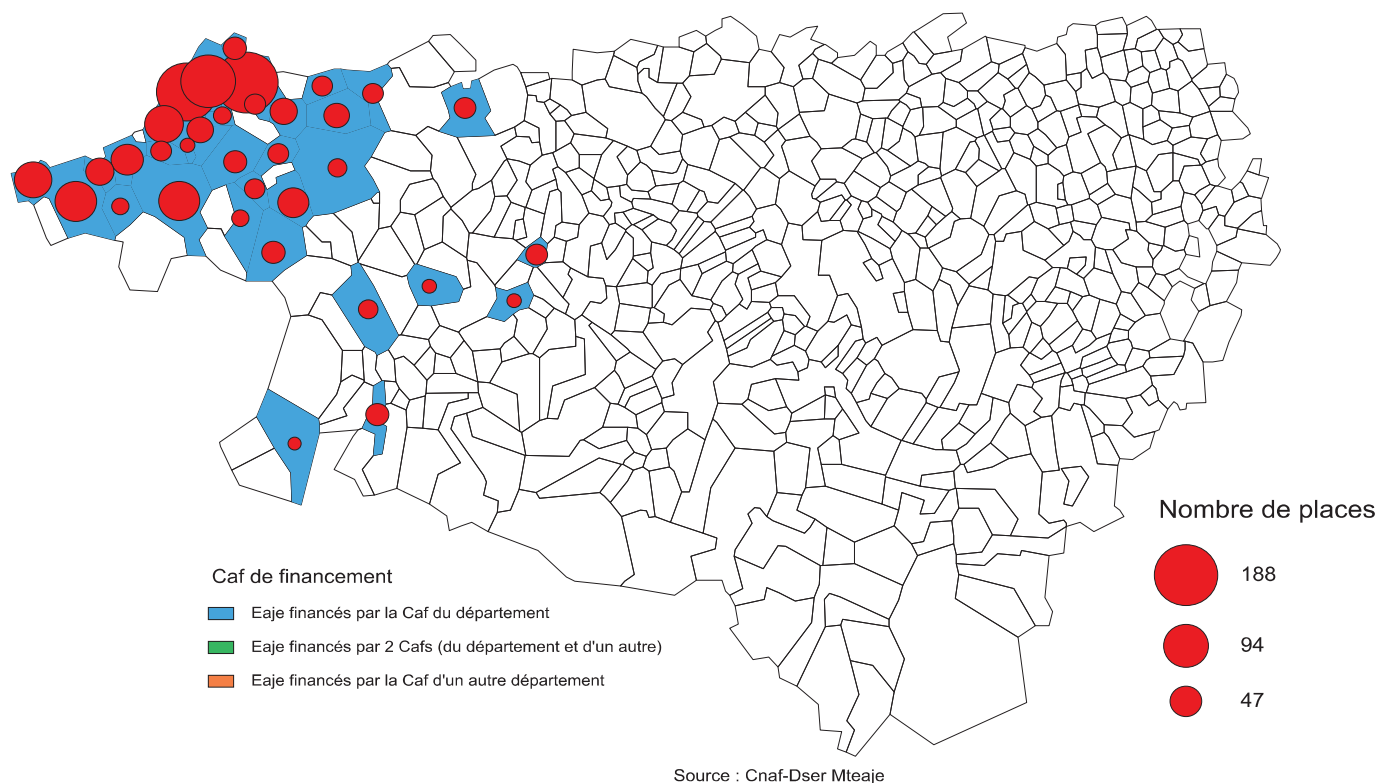 Nombre de places
188
94
47
Caf de financement
Eaje financés par la Caf du département
Eaje financés par 2 Cafs (du département et d'un autre)
Eaje financés par la Caf d'un autre département
Source : Cnaf-Dser Mteaje